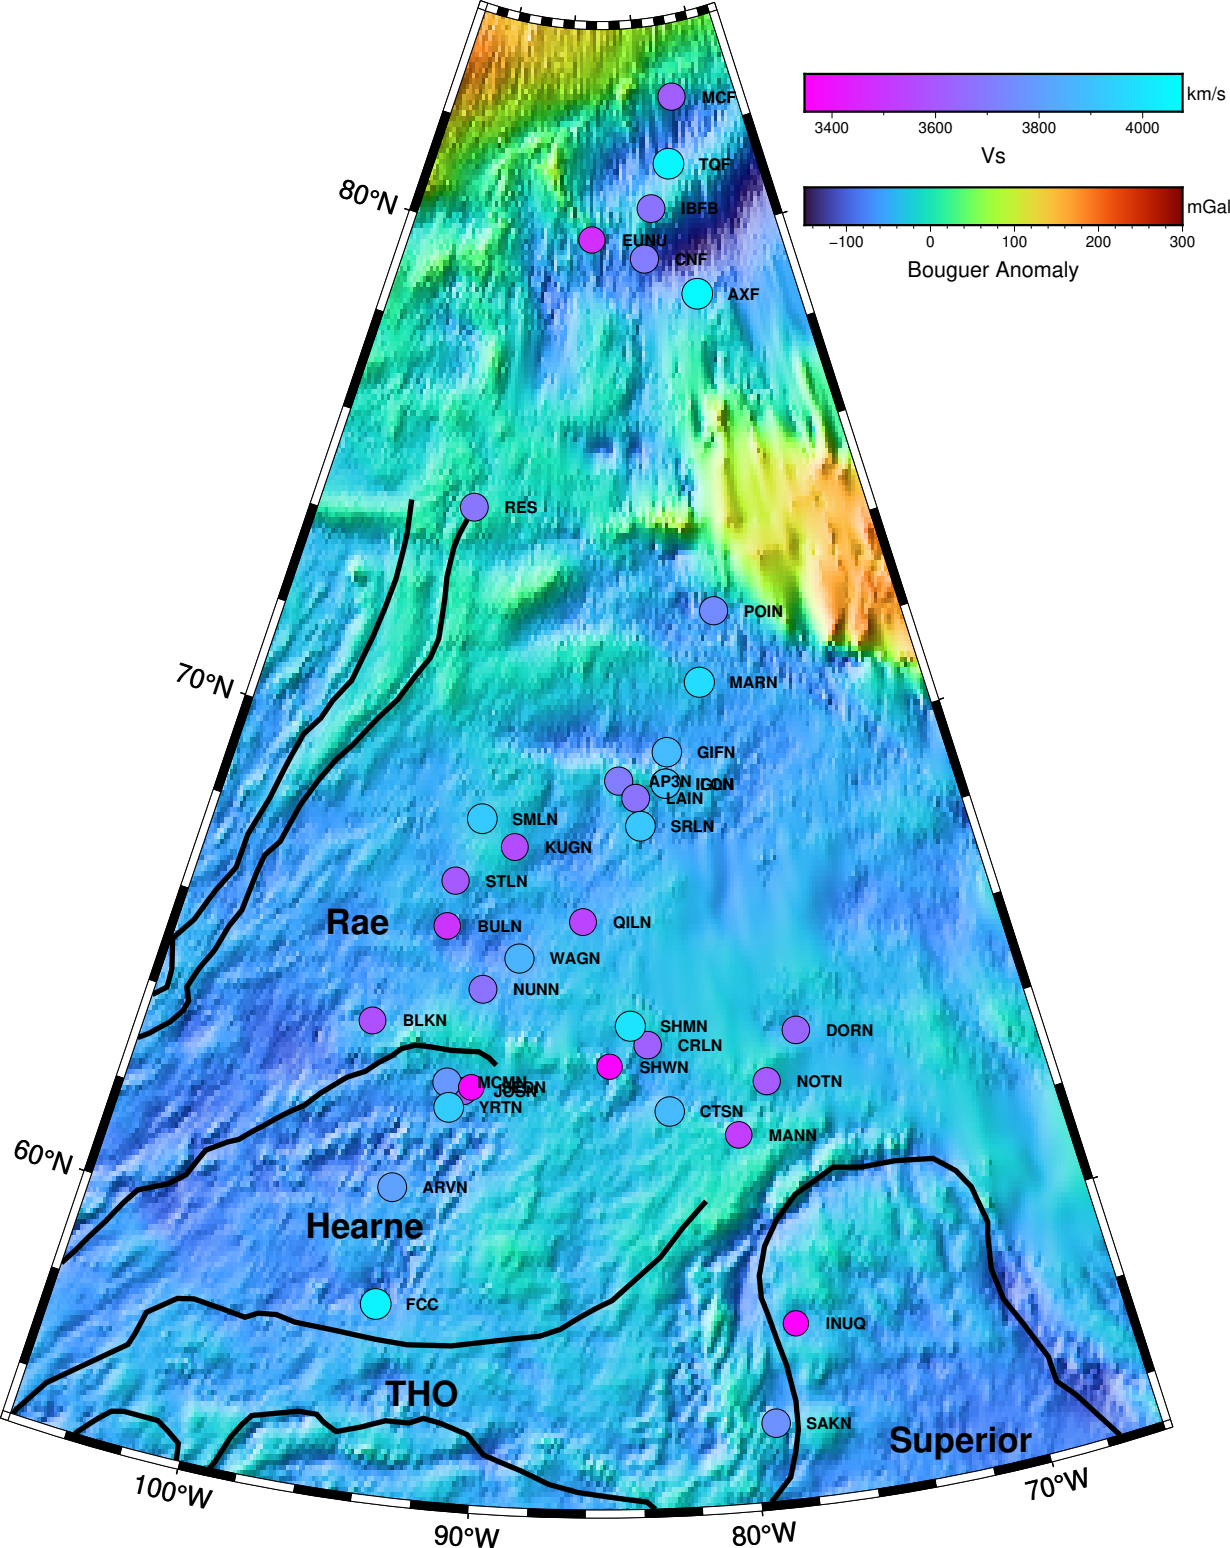 MCF
km/s
3400 3600 3800 4000
Vs
TQF
80°N
IBFB
mGal
EUNU
−100 0 100 200 300
CNF
Bouguer Anomaly
AXF
RES
POIN
70°N
MARN
GIFN
AP3N
LAIN
SMLN
SRLN
KUGN
STLN
Rae
BULN
QILN
WAGN
NUNN
BLKN
SHMN
DORN
CRLN
SHWN
MCMN
NOTN
YRTN
CTSN
MANN
60°N
ARVN
Hearne
FCC
INUQ
THO
SAKN
Superior
100°W
70°W
90°W
80°W